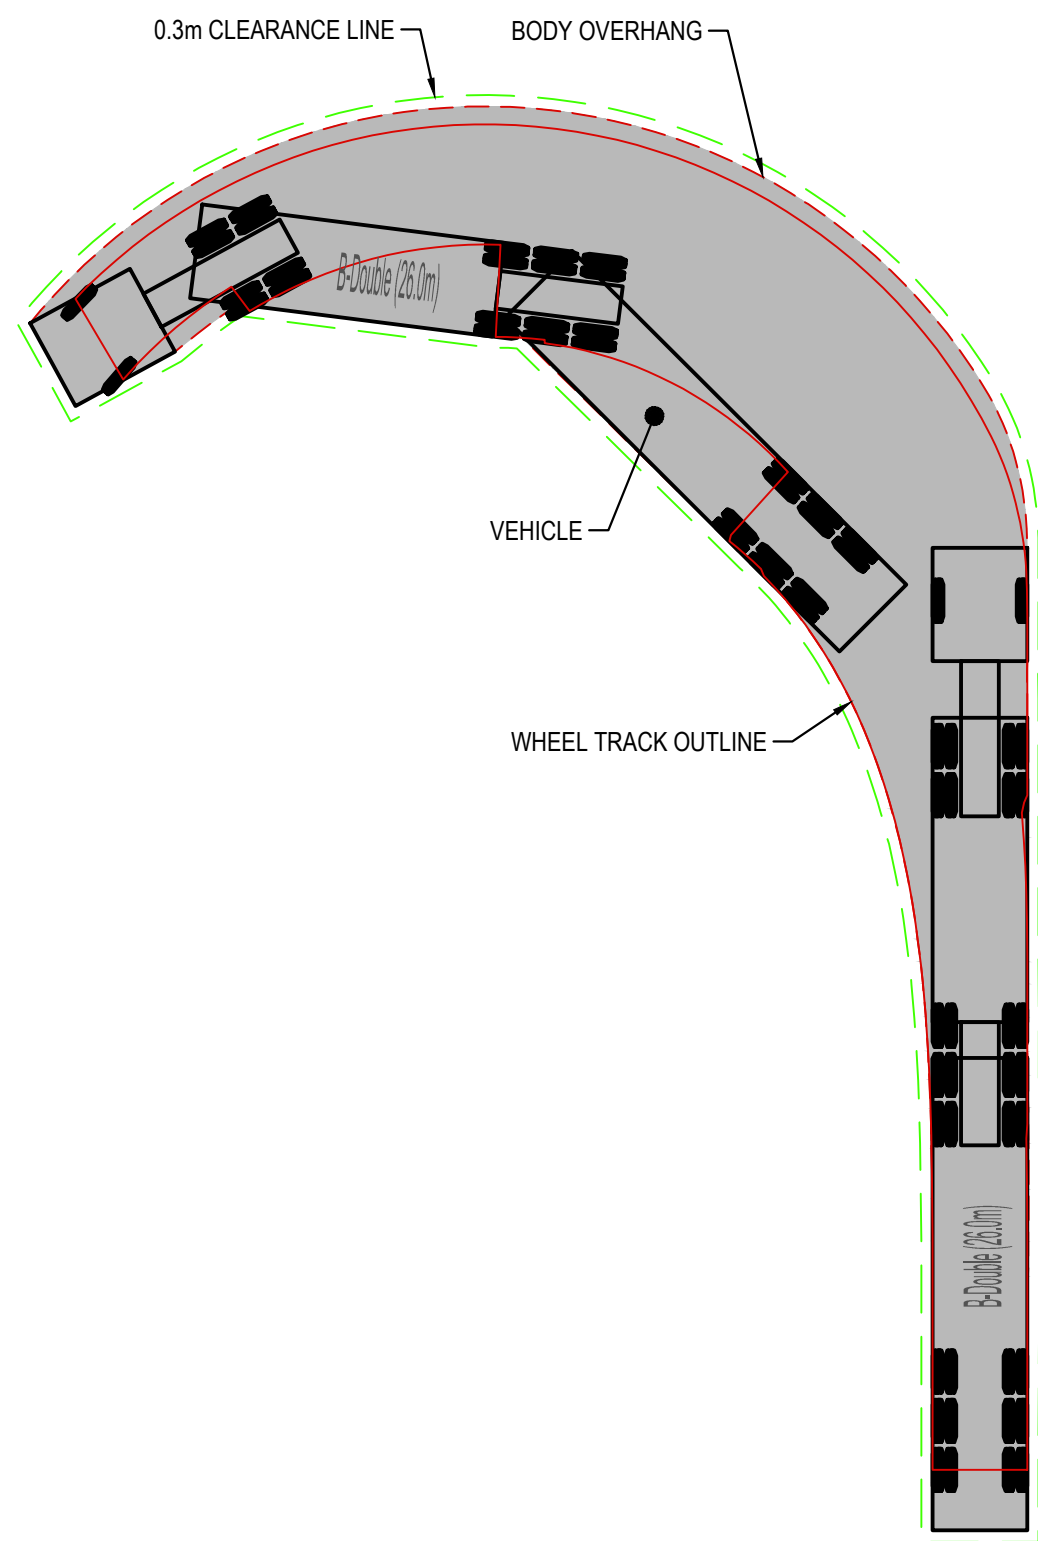 0.3m CLEARANCE LINE
BODY OVERHANG
B-Double (26.0m)
VEHICLE
WHEEL TRACK OUTLINE
B-Double (26.0m)